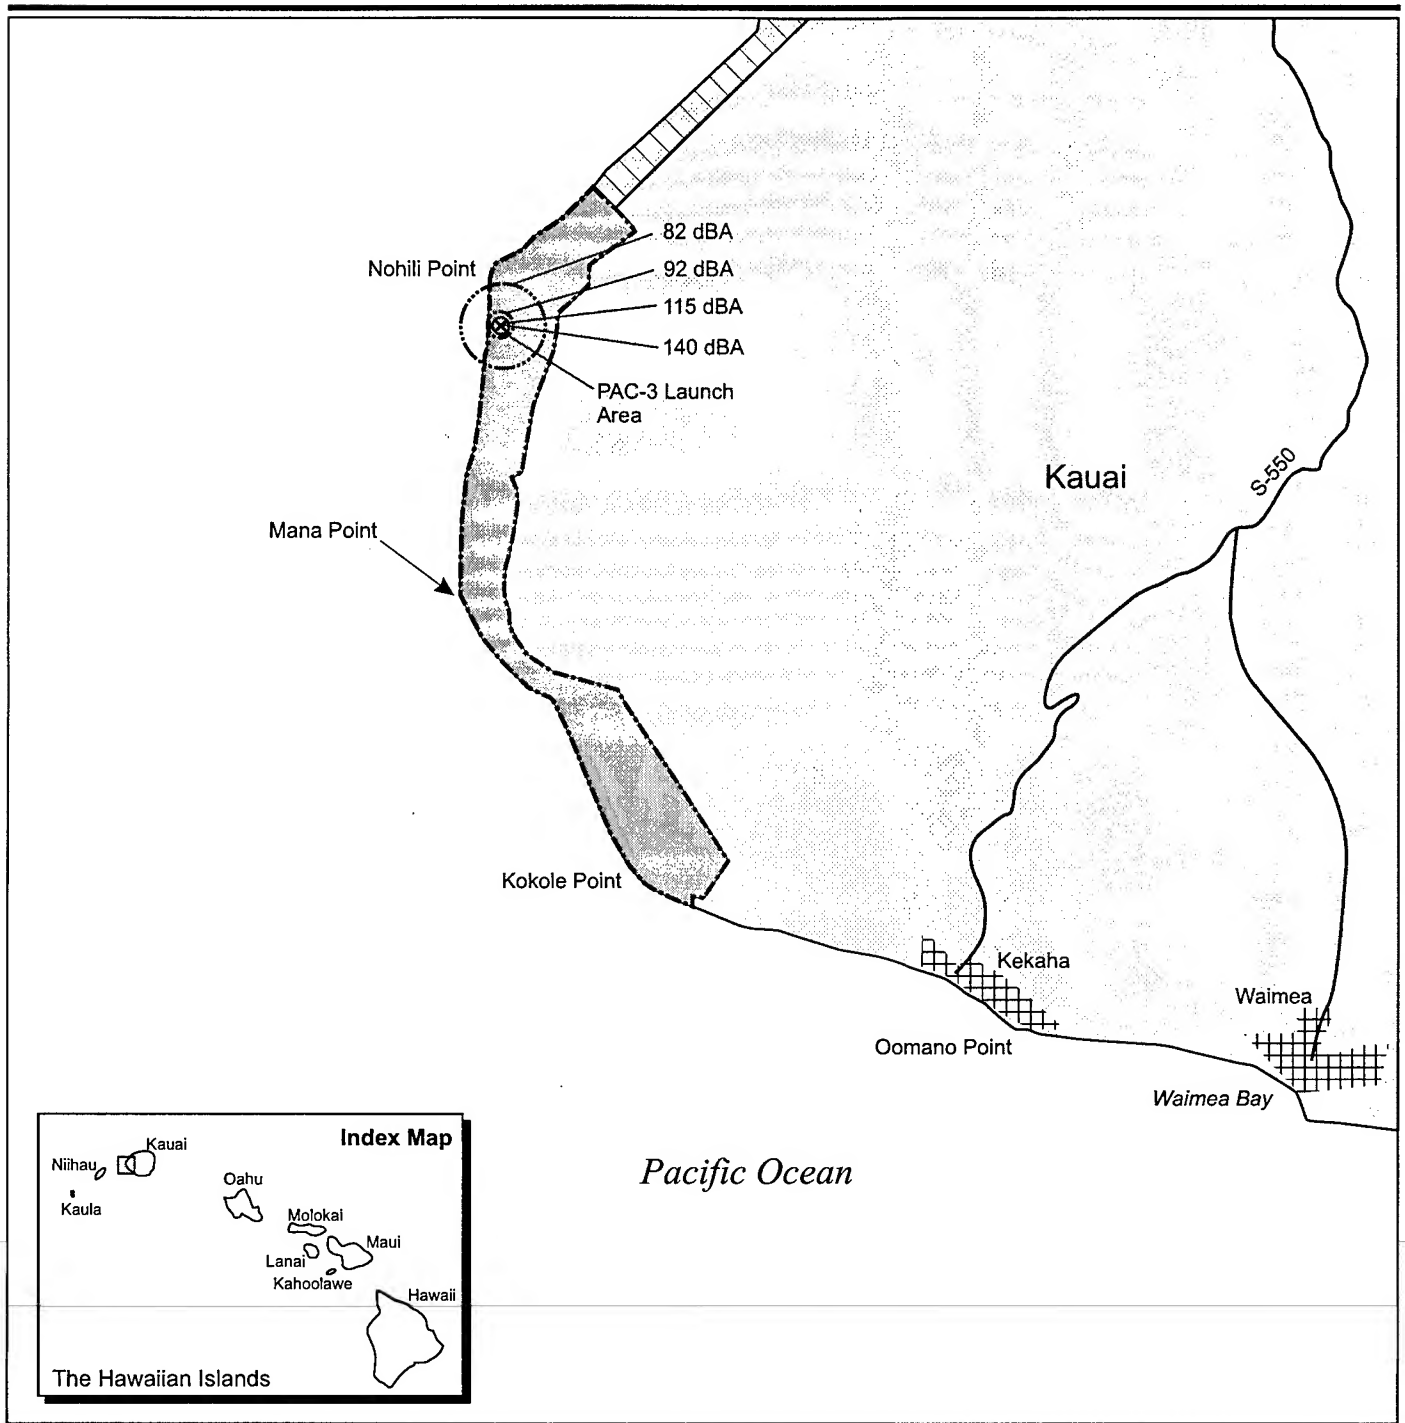 82 dBA
Nohili Point
92 dBA
115 dBA
140 dBA
PAC-3 Launch
Area
Kauai
S-550
Mana Point
Kokole Point
Kekaha
Waimea
Oomano Point
Waimea Bay
Pacific Ocean
Index Map
Kauai
Niihau
Kaula
Oahu
Molokai
Maui
Lanai
Kahoolawe
Hawaii
The Hawaiian Islands